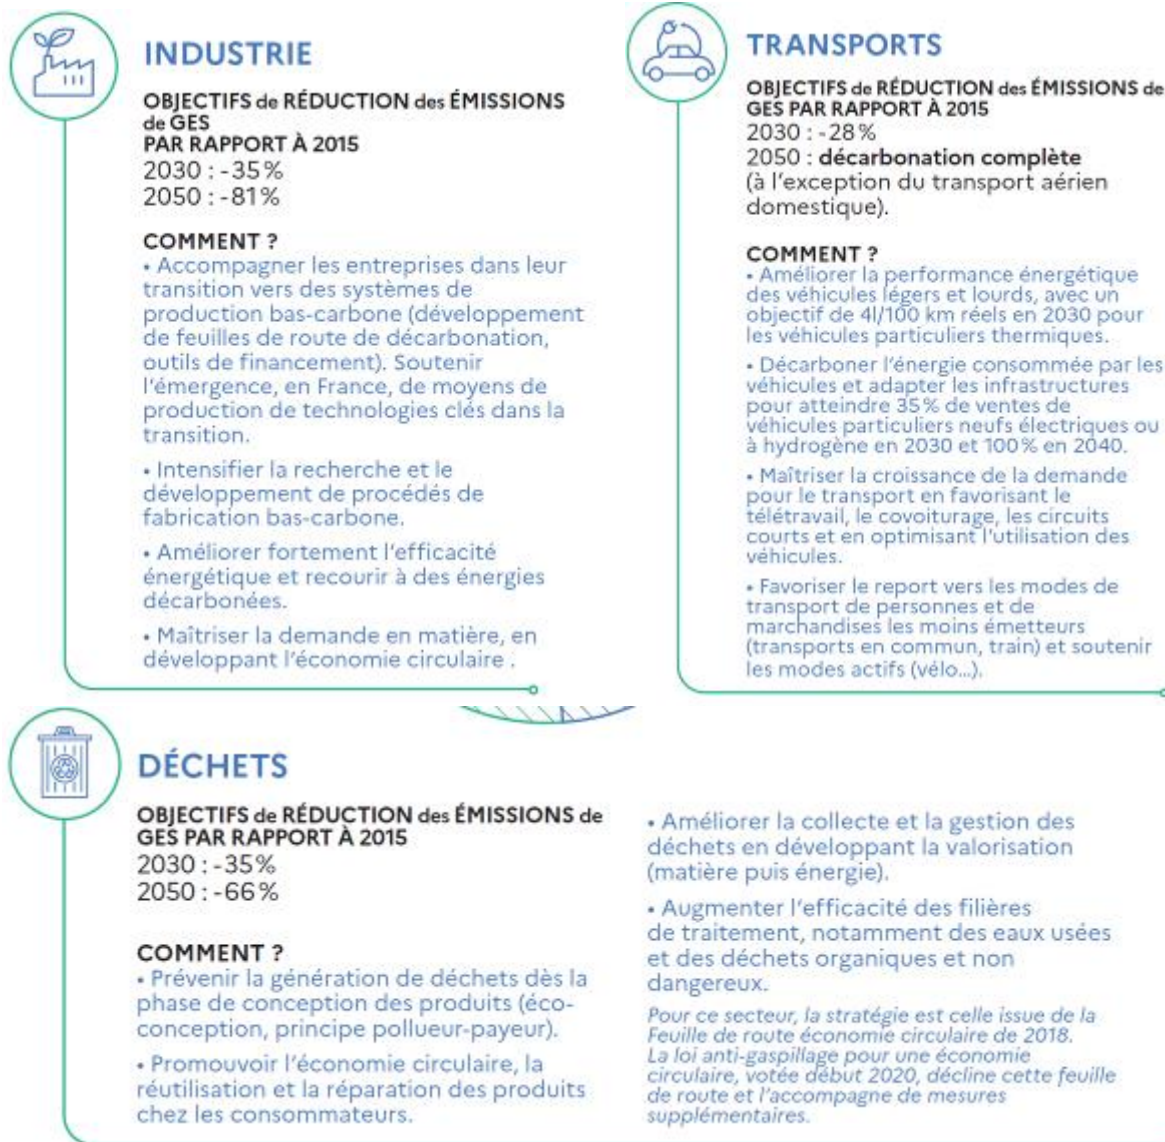 INDUSTRIE
OBJECTIFS de RÉDUCTION des ÉMISSIONS
de GES
PAR RAPPORT À 2015
2030 : -35%
2050 : -81%
COMMENT ?
• Accompagner les entreprises dans leur
transition vers des systèmes de
production bas-carbone (développement
de feuilles de route de décarbonation,
outils de financement). Soutenir
l'émergence, en France, de moyens de
production de technologies clés dans la
transition.
• Intensifier la recherche et le
développement de procédés de
fabrication bas-carbone.
• Améliorer fortement l'efficacité
énergétique et recourir à des énergies
décarbonées.
• Maîtriser la demande en matière, en
développant l'économie circulaire .
TRANSPORTS
OBJECTIFS de RÉDUCTION des ÉMISSIONS de
GES PAR RAPPORT À 2015
2030 : -28%
2050 : décarbonation complète
(à l'exception du transport aérien
domestique).
COMMENT ?
• Améliorer la performance énergétique
des véhicules légers et lourds, avec un
objectif de 4l/100 km réels en 2030 pour
les véhicules particuliers thermiques.
• Décarboner l'énergie consommée par les
véhicules et adapter les infrastructures
pour atteindre 35% de ventes de
véhicules particuliers neufs électriques ou
à hydrogène en 2030 et 100% en 2040.
• Maîtriser la croissance de la demande
pour le transport en favorisant le
télétravail, le covoiturage, les circuits
courts et en optimisant l'utilisation des
véhicules.
• Favoriser le report vers les modes de
transport de personnes et de
marchandises les moins émetteurs
(transports en commun, train) et soutenir
les modes actifs (vélo...).
DÉCHETS
OBJECTIFS de RÉDUCTION des ÉMISSIONS de
GES PAR RAPPORT À 2015
2030 : -35%
2050 : -66%
COMMENT ?
• Prévenir la génération de déchets dès la
phase de conception des produits (éco-
conception, principe pollueur-payeur).
• Promouvoir l'économie circulaire, la
réutilisation et la réparation des produits
chez les consommateurs.
• Améliorer la collecte et la gestion des
déchets en développant la valorisation
(matière puis énergie).
• Augmenter l'efficacité des filières
de traitement, notamment des eaux usées
et des déchets organiques et non
dangereux.
Pour ce secteur, la stratégie est celle issue de la
Feuille de route économie circulaire de 2018.
La loi anti-gaspillage pour une économie
circulaire, votée début 2020, décline cette feuille
de route et l'accompagne de mesures
supplémentaires.